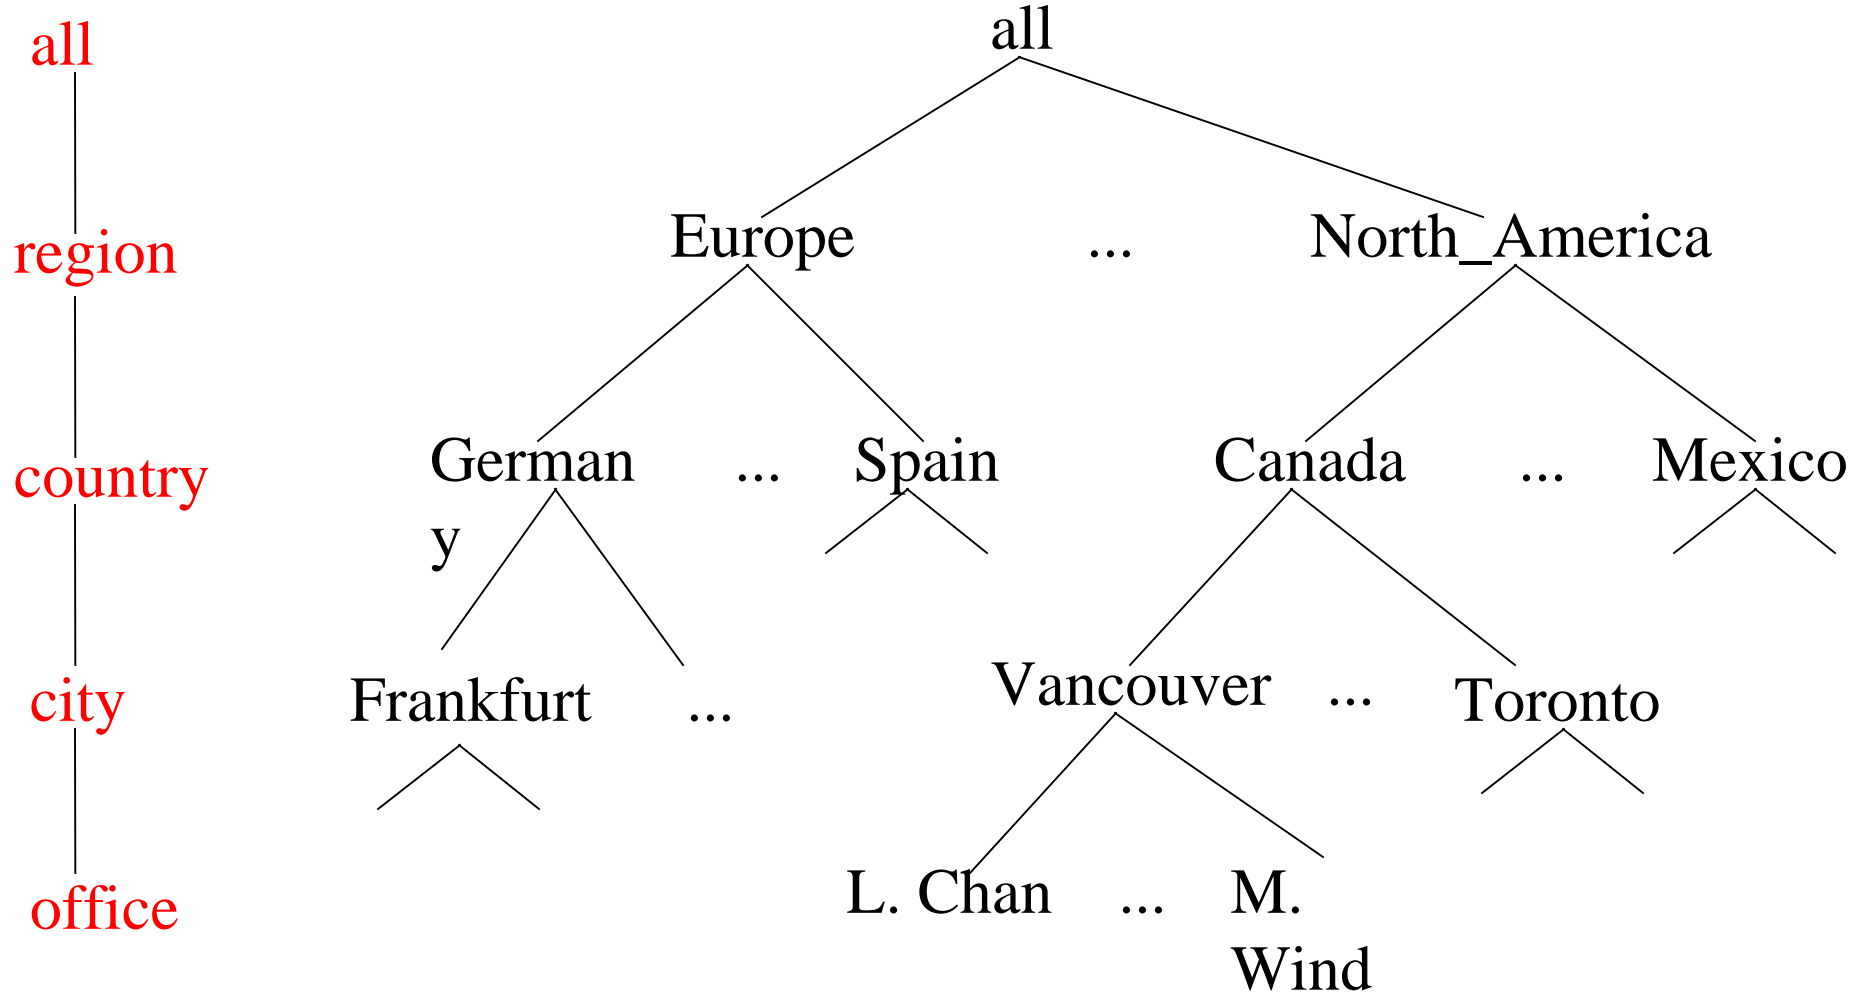 all
all
region
Europe
...
North_America
country
German
y
...
Spain
Canada
...
Mexico
city
Frankfurt
...
Vancouver
...
Toronto
office
L. Chan
...
M.
Wind